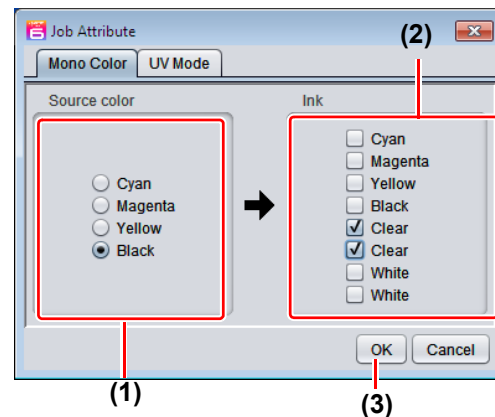 Job Attribute
(2)
Mono Color UV Mode
Source color
Ink
Cyan
Magenta
Yellow
Black
Cyan
Magenta
Yellow
Black
Clear
Clear
White
White
OK Cancel
(1)
(3)